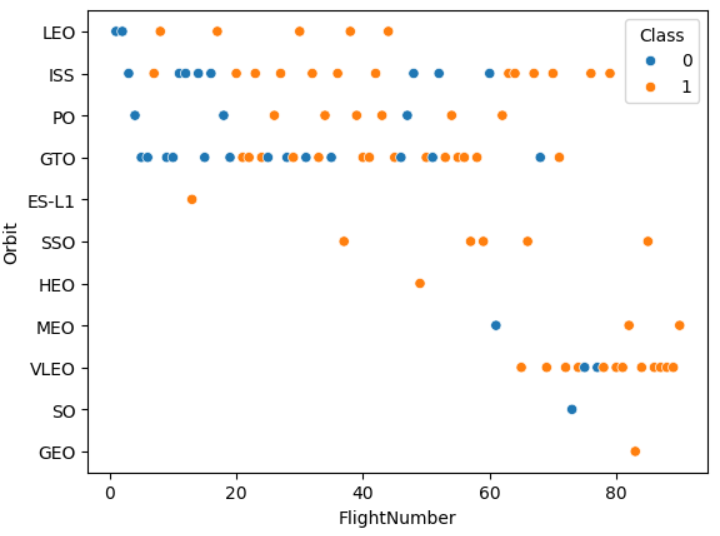 LEO
ISS
PO
GTO
ES-L1
SSO
HEO
MEO
VLEO
SO
GEO
Orbit
Class
0
1
0 20 40 60 80
FlightNumber